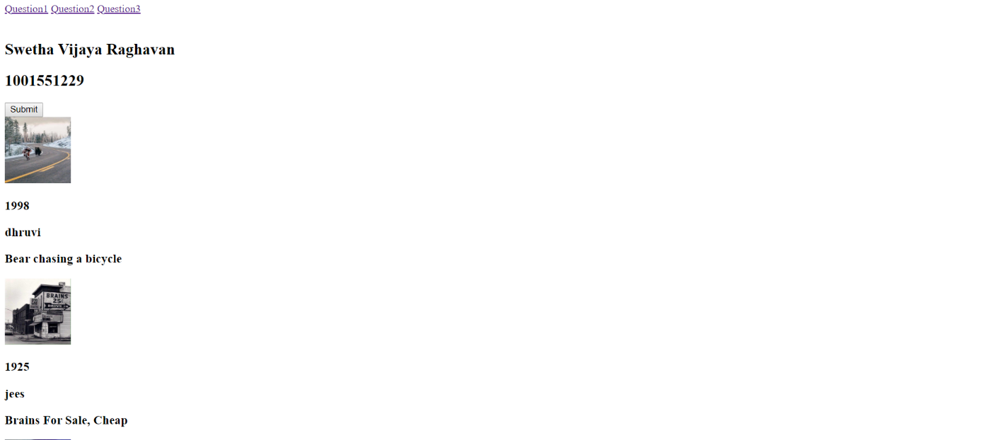 Question1 Question2 Question3
Swetha Vijaya Raghavan
1001551229
Submit
1998
dhruvi
Bear chasing a bicycle
BRAINS
25¢
DRIVE IN
1925
jees
Brains For Sale, Cheap